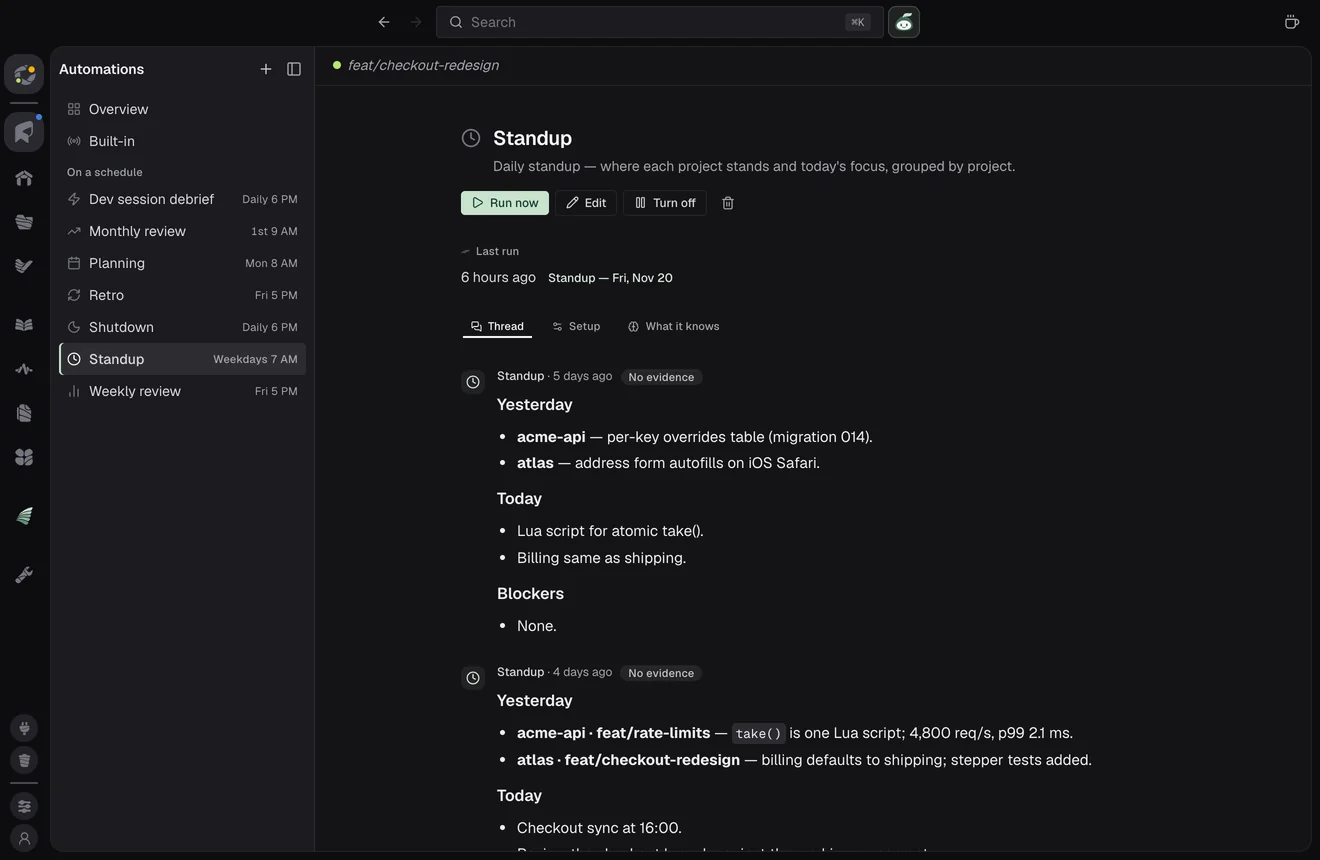 Search
⌘K
Automations
feat/checkout-redesign
Overview
Built-in
On a schedule
Dev session debrief Daily 6 PM
Monthly review 1st 9 AM
Planning Mon 8 AM
Retro Fri 5 PM
Shutdown Daily 6 PM
Standup Weekdays 7 AM
Weekly review Fri 5 PM
Standup
Daily standup — where each project stands and today's focus, grouped by project.
Run now Edit Turn off
Last run
6 hours ago Standup — Fri, Nov 20
Thread Setup What it knows
Standup · 5 days ago No evidence
Yesterday
• acme-api — per-key overrides table (migration 014).
• atlas — address form autofills on iOS Safari.
Today
• Lua script for atomic take().
• Billing same as shipping.
Blockers
• None.
Standup · 4 days ago No evidence
Yesterday
• acme-api · feat/rate-limits — take() is one Lua script; 4,800 req/s, p99 2.1 ms.
• atlas · feat/checkout-redesign — billing defaults to shipping; stepper tests added.
Today
• Checkout sync at 16:00.